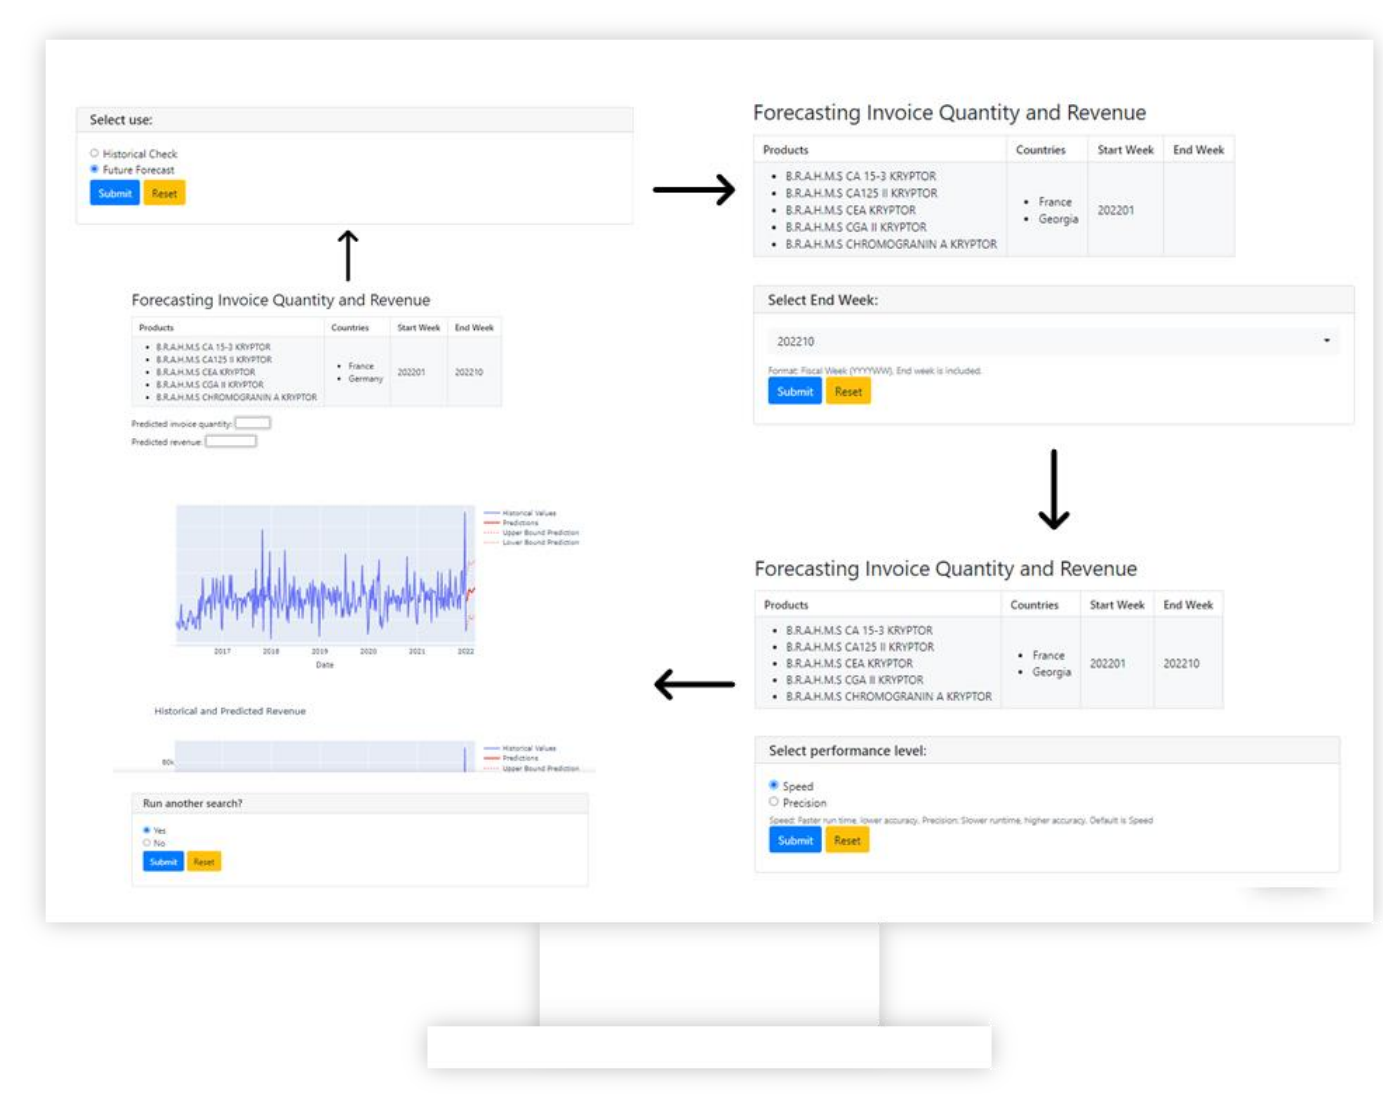 Select use:
Historical Check
Future Forecast
Submit Reset
Forecasting Invoice Quantity and Revenue
Products Countries Start Week End Week
B.R.A.H.M.S CA 15-3 KRYPTOR
B.R.A.H.M.S CA125 II KRYPTOR
B.R.A.H.M.S CEA KRYPTOR
B.R.A.H.M.S CGA II KRYPTOR
B.R.A.H.M.S CHROMOGRANIN A KRYPTOR
France
Georgia
202201
Select End Week:
202210
Format: Fiscal Week (YYYYWW). End week is included.
Submit Reset
Forecasting Invoice Quantity and Revenue
Products Countries Start Week End Week
B.R.A.H.M.S CA 15-3 KRYPTOR
B.R.A.H.M.S CA125 II KRYPTOR
B.R.A.H.M.S CEA KRYPTOR
B.R.A.H.M.S CGA II KRYPTOR
B.R.A.H.M.S CHROMOGRANIN A KRYPTOR
France
Georgia
202201 202210
Select performance level:
Speed
Precision
Speed: Faster run time, lower accuracy. Precision: Slower runtime, higher accuracy. Default is Speed
Submit Reset
Forecasting Invoice Quantity and Revenue
Products Countries Start Week End Week
B.R.A.H.M.S CA 15-3 KRYPTOR
B.R.A.H.M.S CA125 II KRYPTOR
B.R.A.H.M.S CEA KRYPTOR
B.R.A.H.M.S CGA II KRYPTOR
B.R.A.H.M.S CHROMOGRANIN A KRYPTOR
France
Germany
202201 202210
Predicted invoice quantity:
Predicted revenue:
Historical Values
Predictions
Upper Bound Prediction
Lower Bound Prediction
2017 2018 2019 2020 2021 2022
Date
Historical and Predicted Revenue
80k
Historical Values
Predictions
Upper Bound Prediction
Run another search?
Yes
No
Submit Reset